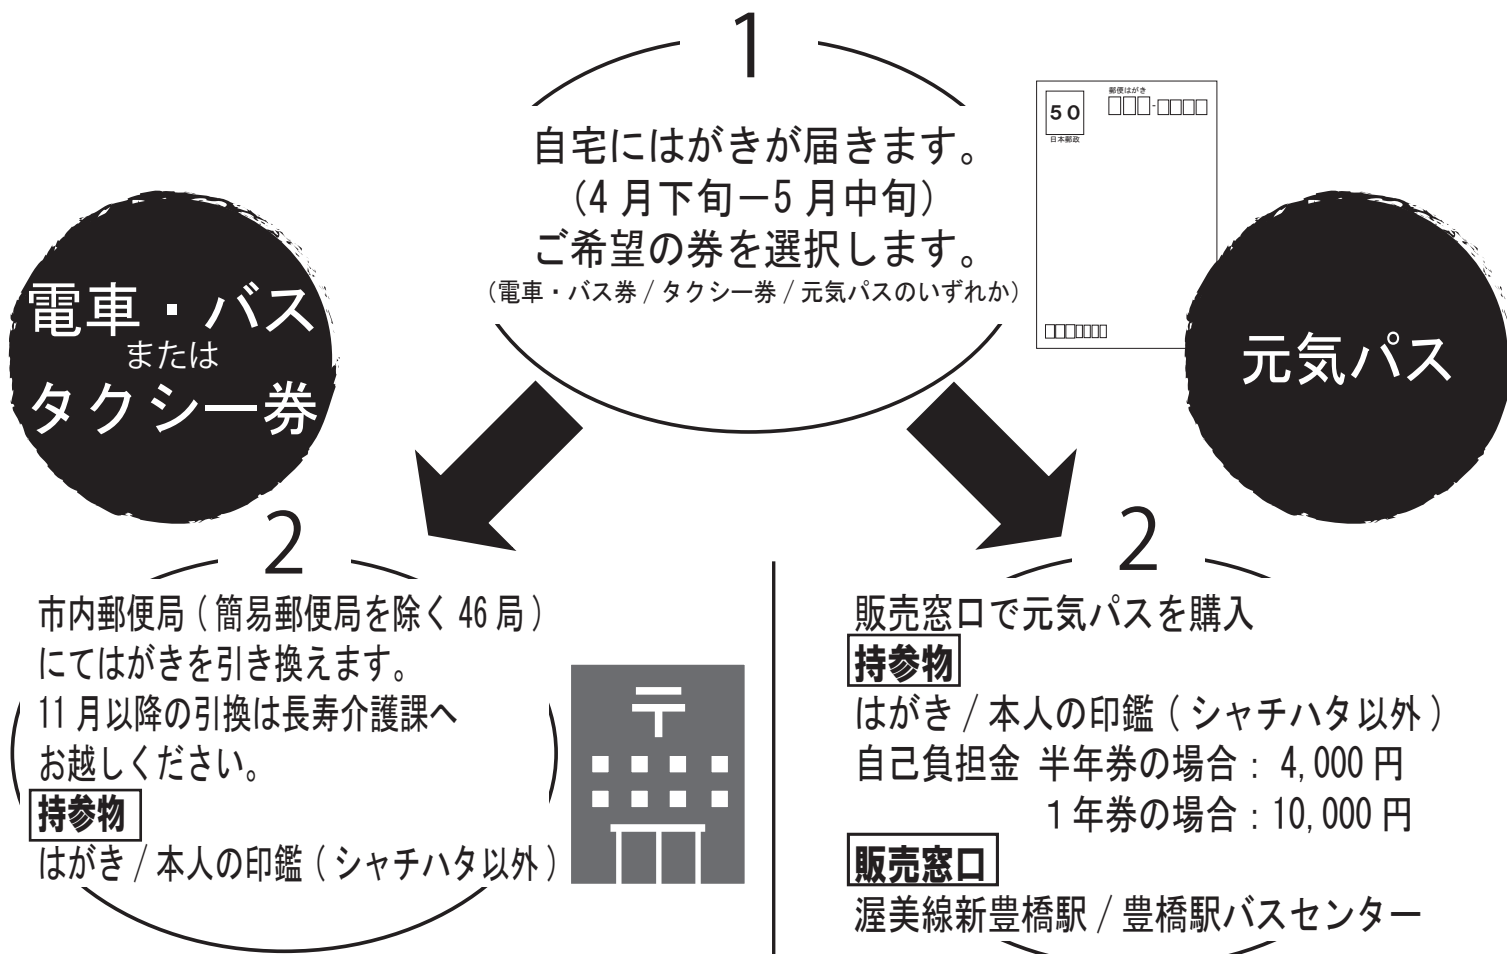 1
自宅にはがきが届きます。
(4月下旬ー5月中旬)
ご希望の券を選択します。
(電車・バス券/タクシー券/元気パスのいずれか)
郵便はがき
50
日本郵政
電車・バス
または
タクシー券
元気パス
2
市内郵便局(簡易郵便局を除く46局)
にてはがきを引き換えます。
11月以降の引換は長寿介護課へ
お越しください。
持参物
はがき/本人の印鑑(シャチハタ以外)
2
販売窓口で元気パスを購入
持参物
はがき/本人の印鑑(シャチハタ以外)
自己負担金 半年券の場合:4,000円
1年券の場合:10,000円
販売窓口
渥美線新豊橋駅/豊橋駅バスセンター